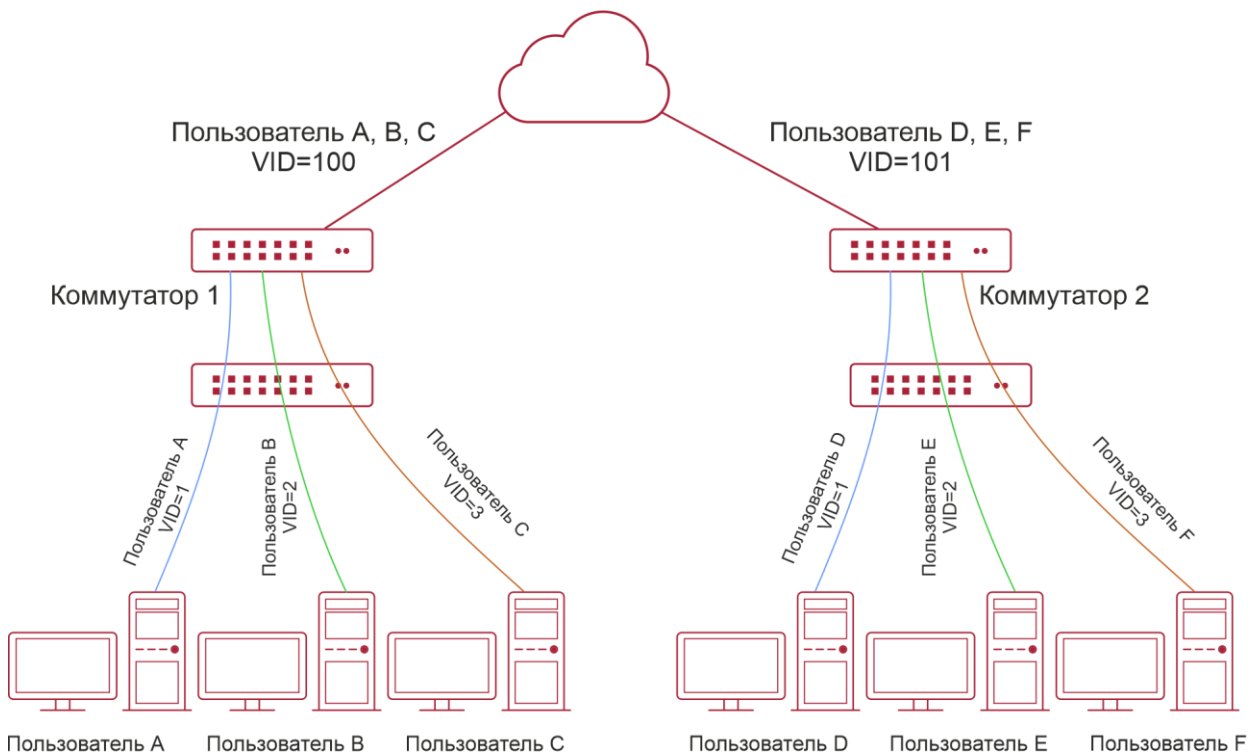 Пользователь A, B, C
VID=100
Пользователь D, E, F
VID=101
Коммутатор 1
Коммутатор 2
Пользователь A
VID=1
Пользователь B
VID=2
Пользователь C
VID=3
Пользователь D
VID=1
Пользователь E
VID=2
Пользователь F
VID=3
Пользователь A
Пользователь B
Пользователь C
Пользователь D
Пользователь E
Пользователь F